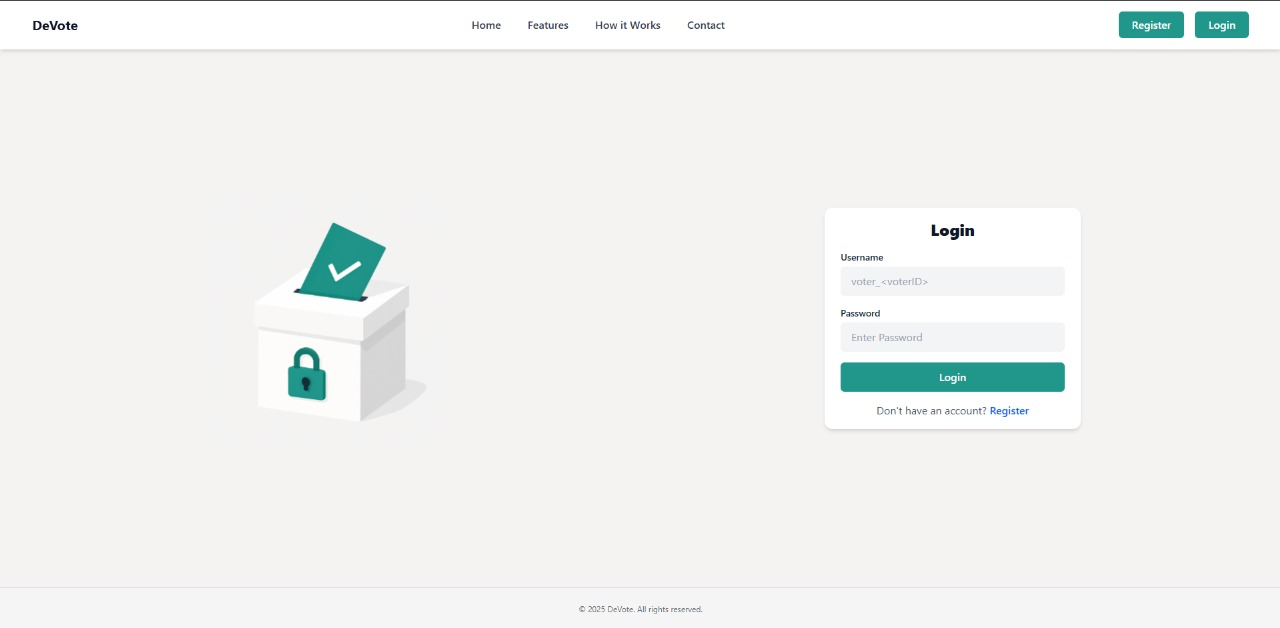 DeVote
Home Features How it Works Contact
Register Login
Login
Username
voter_<voterID>
Password
Enter Password
Login
Don't have an account? Register
© 2025 DeVote. All rights reserved.